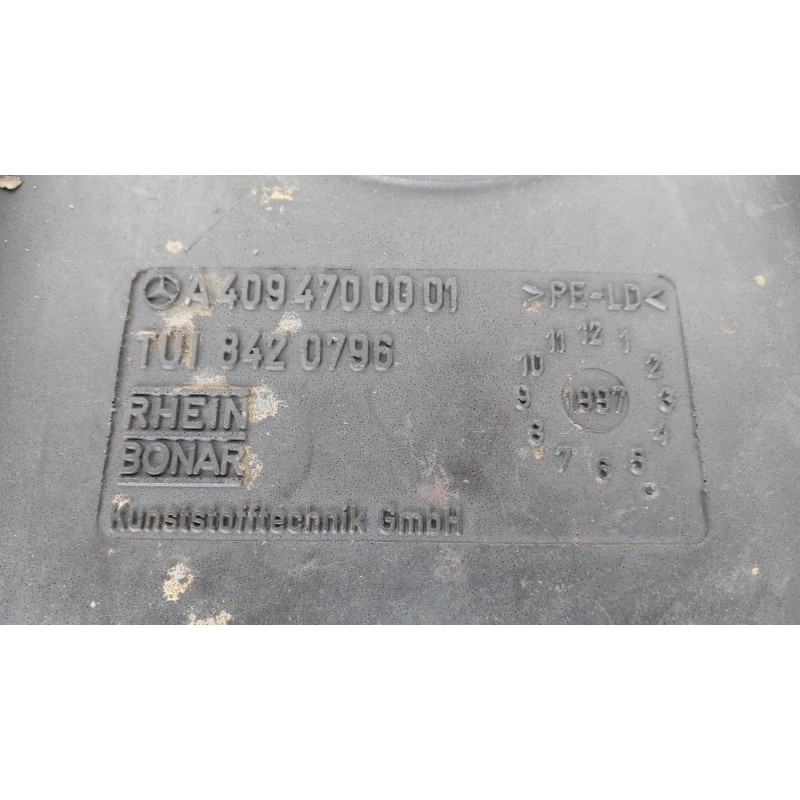 A 409 470 00 01
>PE-LD<
TÜI 842 0796
RHEIN
BONAR
Kunststofftechnik GmbH
12 1 2 3 4 5 6 7 8 9 10 11
1997